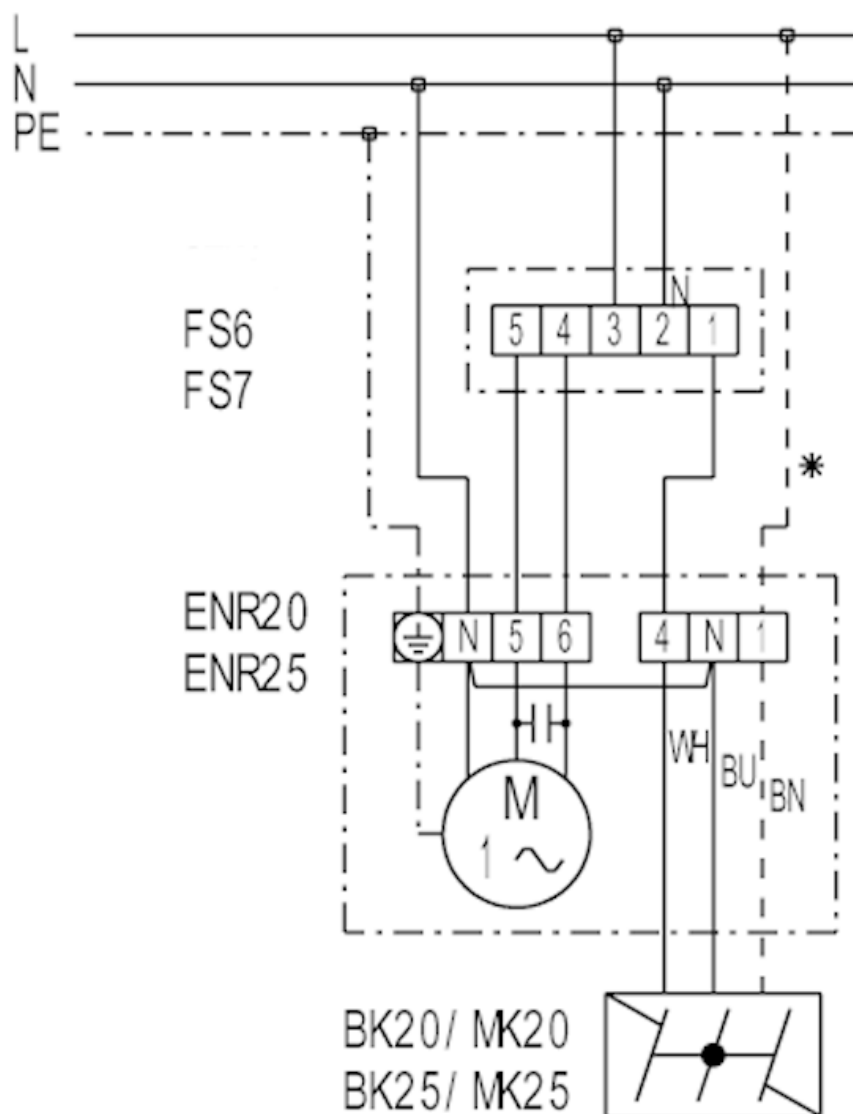 L
N
PE
N
FS6
5 4 3 2 1
FS7
*
ENR20
N 5 6 4 N 1
ENR25
WH
BU
BN
M
1 ~
BK20/ MK20
BK25/ MK25